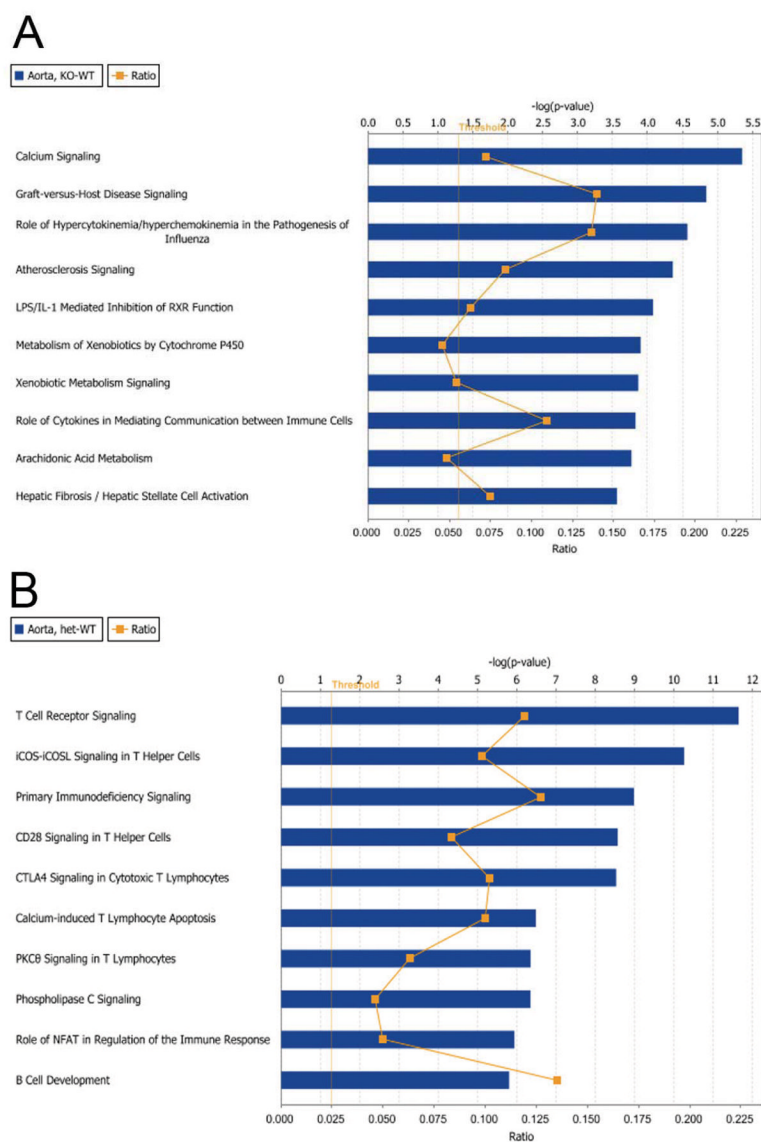 A
Aorta, KO-WT Ratio
-log(p-value)
0.0 0.5 1.0 1.5 2.0 2.5 3.0 3.5 4.0 4.5 5.0 5.5
Threshold
Calcium Signaling
Graft-versus-Host Disease Signaling
Role of Hypercytokinemia/hyperchemokinemia in the Pathogenesis of
Influenza
Atherosclerosis Signaling
LPS/IL-1 Mediated Inhibition of RXR Function
Metabolism of Xenobiotics by Cytochrome P450
Xenobiotic Metabolism Signaling
Role of Cytokines in Mediating Communication between Immune Cells
Arachidonic Acid Metabolism
Hepatic Fibrosis / Hepatic Stellate Cell Activation
0.000 0.025 0.050 0.075 0.100 0.125 0.150 0.175 0.200 0.225
Ratio
B
Aorta, het-WT Ratio
-log(p-value)
0 1 2 3 4 5 6 7 8 9 10 11 12
Threshold
T Cell Receptor Signaling
iCOS-iCOSL Signaling in T Helper Cells
Primary Immunodeficiency Signaling
CD28 Signaling in T Helper Cells
CTLA4 Signaling in Cytotoxic T Lymphocytes
Calcium-induced T Lymphocyte Apoptosis
PKCθ Signaling in T Lymphocytes
Phospholipase C Signaling
Role of NFAT in Regulation of the Immune Response
B Cell Development
0.000 0.025 0.050 0.075 0.100 0.125 0.150 0.175 0.200 0.225
Ratio